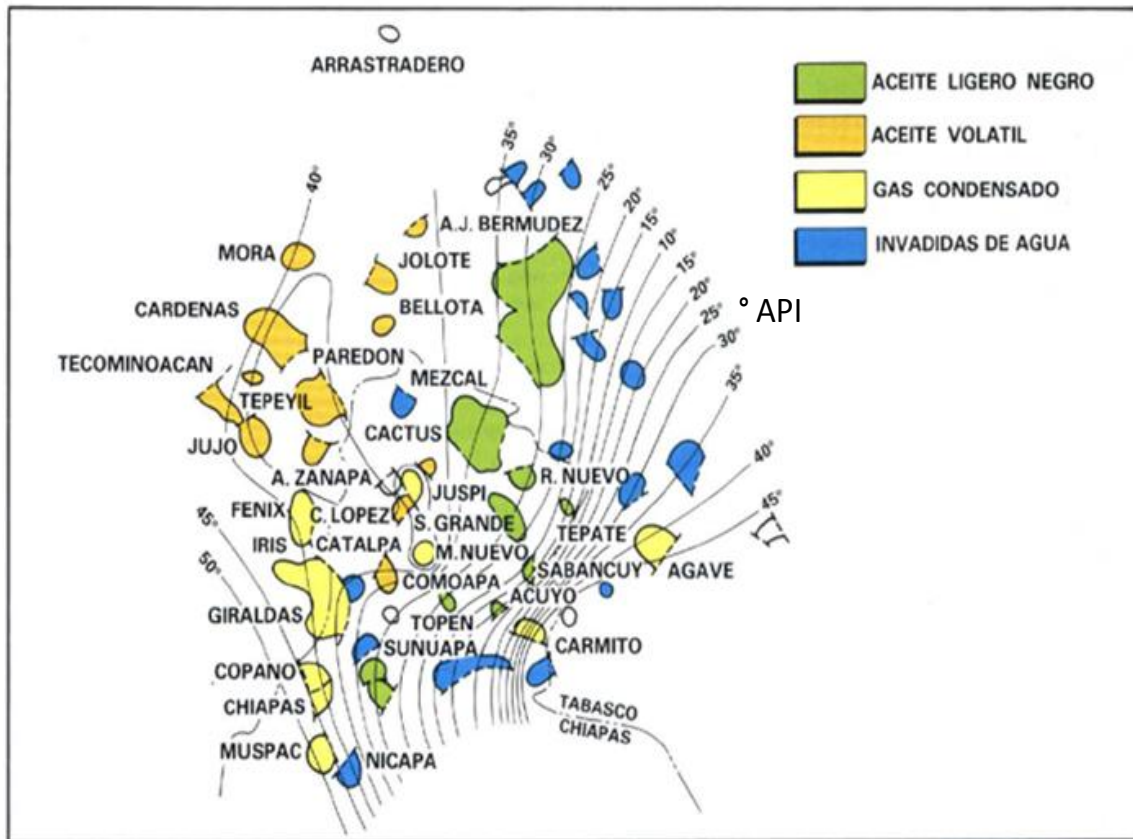 ARRASTRADERO
ACEITE LIGERO NEGRO
ACEITE VOLATIL
GAS CONDENSADO
INVADIDAS DE AGUA
40°
35°
30°
25°
20°
15°
10°
15°
20°
25°
30°
35°
40°
45°
° API
A.J. BERMUDEZ
MORA
JOLOTE
CARDENAS
BELLOTA
TECOMINOACAN
PAREDON
MEZCAL
TEPEYIL
CACTUS
JUJO
A. ZANAPA
JUSPI
R. NUEVO
FENIX
C. LOPEZ
S. GRANDE
TEPATE
45°
IRIS
CATALPA
M. NUEVO
SABANCUY
AGAVE
50°
COMOAPA
ACUYO
GIRALDAS
TOPEN
SUNUAPA
CARMITO
COPANO
CHIAPAS
TABASCO
CHIAPAS
MUSPAC
NICAPA